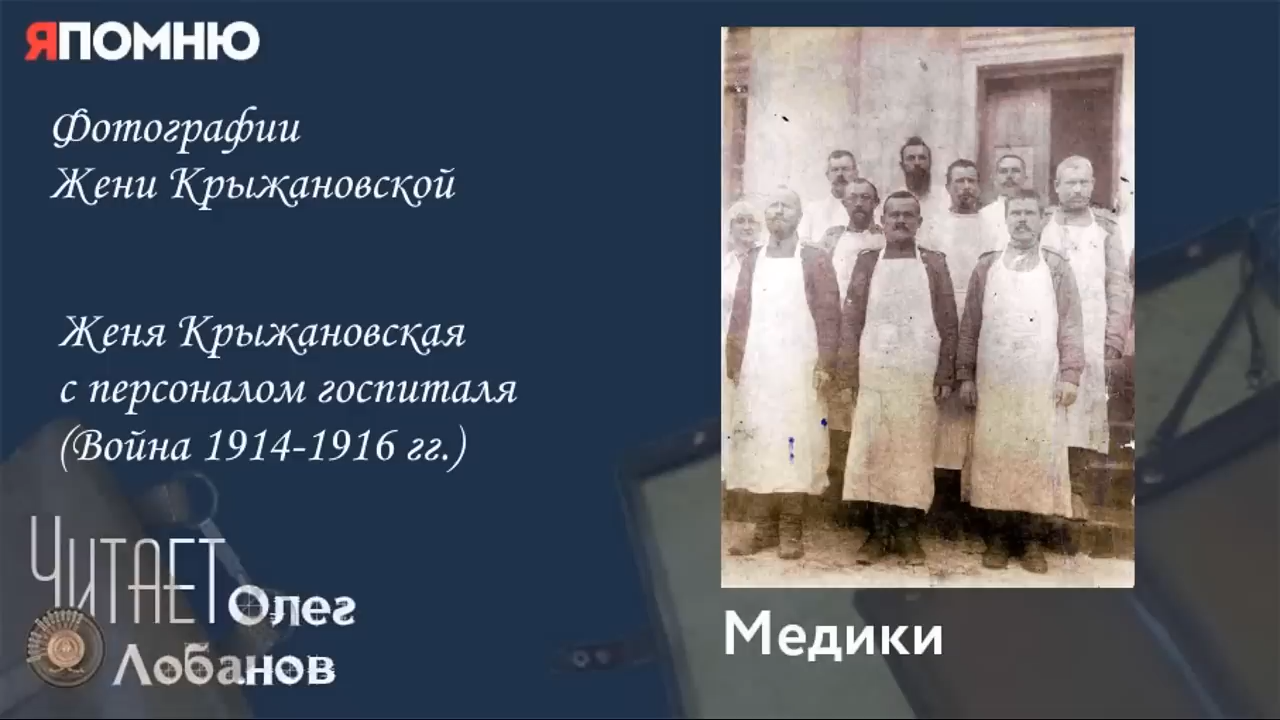 ЯПОМНЮ
Фотографии
Жени Крыжановской
Женя Крыжановская
с персоналом госпиталя
(Война 1914-1916 гг.)
Читает Олег
Лобанов
Медики